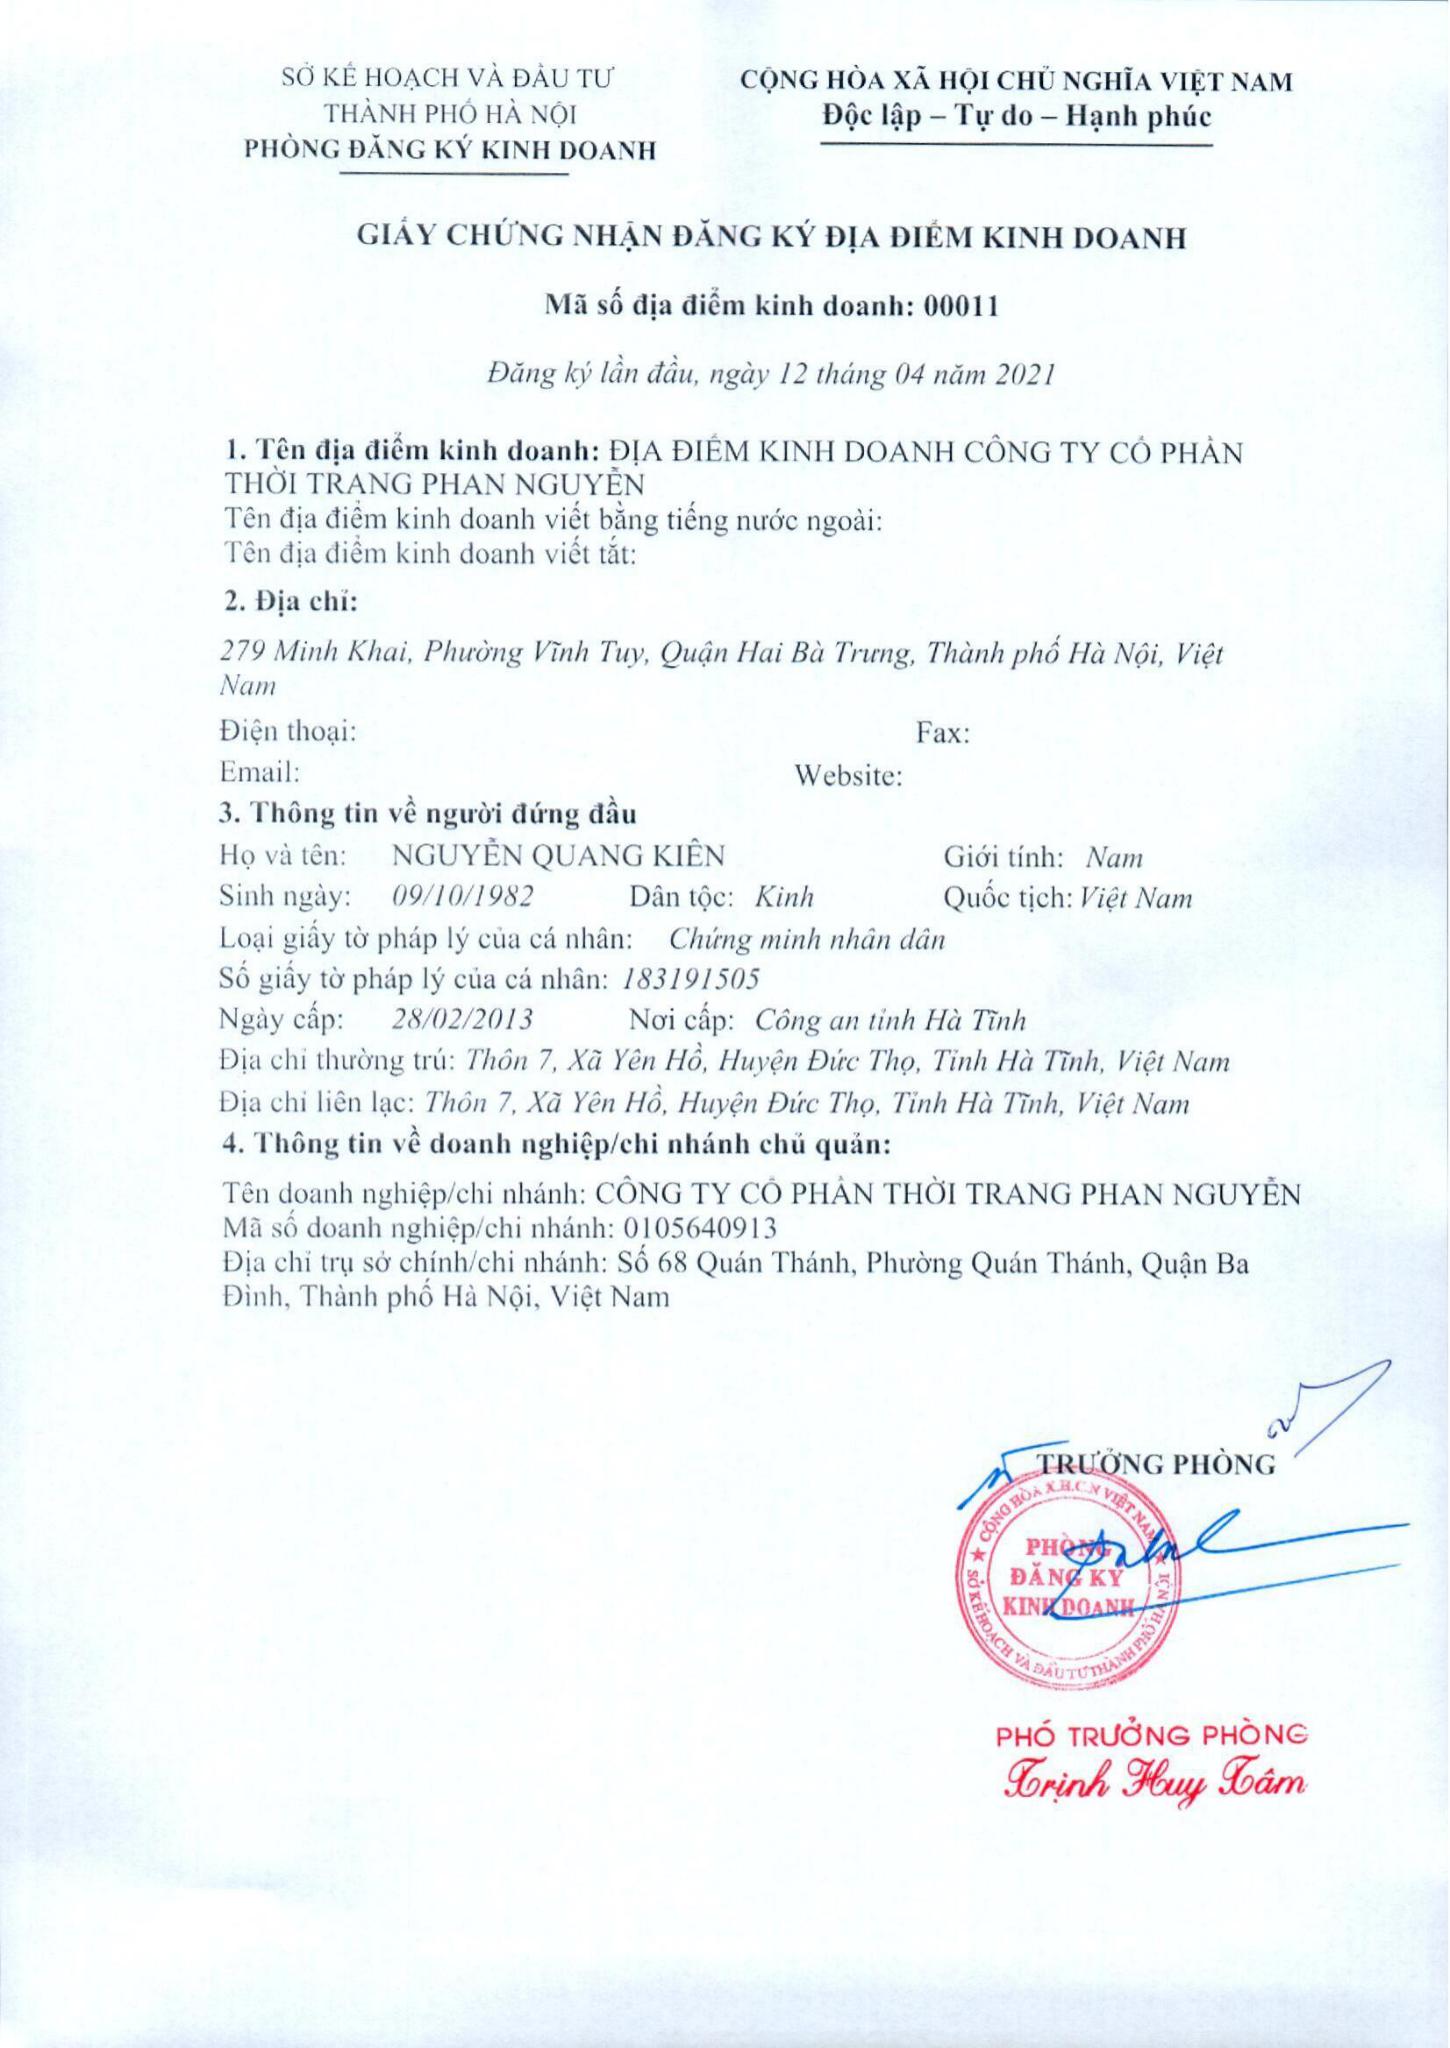 SỞ KẾ HOẠCH VÀ ĐẦU TƯ
THÀNH PHỐ HÀ NỘI
PHÒNG ĐĂNG KÝ KINH DOANH
CỘNG HÒA XÃ HỘI CHỦ NGHĨA VIỆT NAM
Độc lập – Tự do – Hạnh phúc
GIẤY CHỨNG NHẬN ĐĂNG KÝ ĐỊA ĐIỂM KINH DOANH
Mã số địa điểm kinh doanh: 00011
Đăng ký lần đầu, ngày 12 tháng 04 năm 2021
1. Tên địa điểm kinh doanh: ĐỊA ĐIỂM KINH DOANH CÔNG TY CỔ PHẦN
THỜI TRANG PHAN NGUYỄN
Tên địa điểm kinh doanh viết bằng tiếng nước ngoài:
Tên địa điểm kinh doanh viết tắt:
2. Địa chỉ:
279 Minh Khai, Phường Vĩnh Tuy, Quận Hai Bà Trưng, Thành phố Hà Nội, Việt
Nam
Điện thoại: Fax:
Email: Website:
3. Thông tin về người đứng đầu
Họ và tên: NGUYỄN QUANG KIÊN Giới tính: Nam
Sinh ngày: 09/10/1982 Dân tộc: Kinh Quốc tịch: Việt Nam
Loại giấy tờ pháp lý của cá nhân: Chứng minh nhân dân
Số giấy tờ pháp lý của cá nhân: 183191505
Ngày cấp: 28/02/2013 Nơi cấp: Công an tỉnh Hà Tĩnh
Địa chỉ thường trú: Thôn 7, Xã Yên Hồ, Huyện Đức Thọ, Tỉnh Hà Tĩnh, Việt Nam
Địa chỉ liên lạc: Thôn 7, Xã Yên Hồ, Huyện Đức Thọ, Tỉnh Hà Tĩnh, Việt Nam
4. Thông tin về doanh nghiệp/chi nhánh chủ quản:
Tên doanh nghiệp/chi nhánh: CÔNG TY CỔ PHẦN THỜI TRANG PHAN NGUYỄN
Mã số doanh nghiệp/chi nhánh: 0105640913
Địa chỉ trụ sở chính/chi nhánh: Số 68 Quán Thánh, Phường Quán Thánh, Quận Ba
Đình, Thành phố Hà Nội, Việt Nam
TRƯỞNG PHÒNG
CỘNG HÒA X.H.C.N VIỆT NAM
PHÒNG
ĐĂNG KÝ
KINH DOANH
SỞ KẾ HOẠCH VÀ ĐẦU TƯ THÀNH PHỐ HÀ NỘI
PHÓ TRƯỞNG PHÒNG
Trịnh Huy Tâm